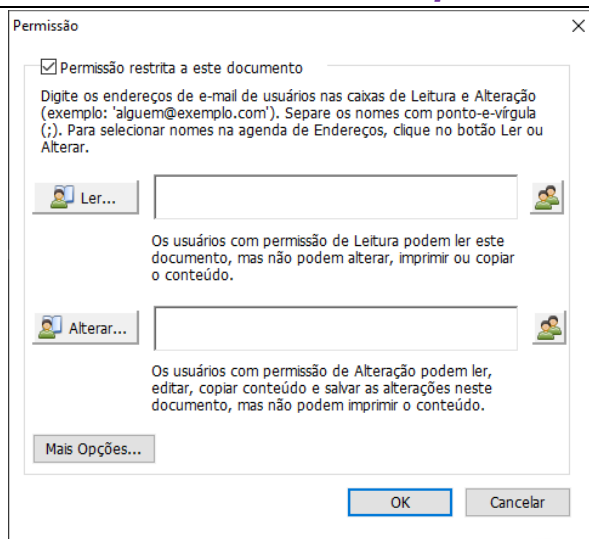 Permissão
Permissão restrita a este documento
Digite os endereços de e-mail de usuários nas caixas de Leitura e Alteração
(exemplo: 'alguem@exemplo.com'). Separe os nomes com ponto-e-vírgula
(;). Para selecionar nomes na agenda de Endereços, clique no botão Ler ou
Alterar.
Ler...
Os usuários com permissão de Leitura podem ler este
documento, mas não podem alterar, imprimir ou copiar
o conteúdo.
Alterar...
Os usuários com permissão de Alteração podem ler,
editar, copiar conteúdo e salvar as alterações neste
documento, mas não podem imprimir o conteúdo.
Mais Opções...
OK
Cancelar